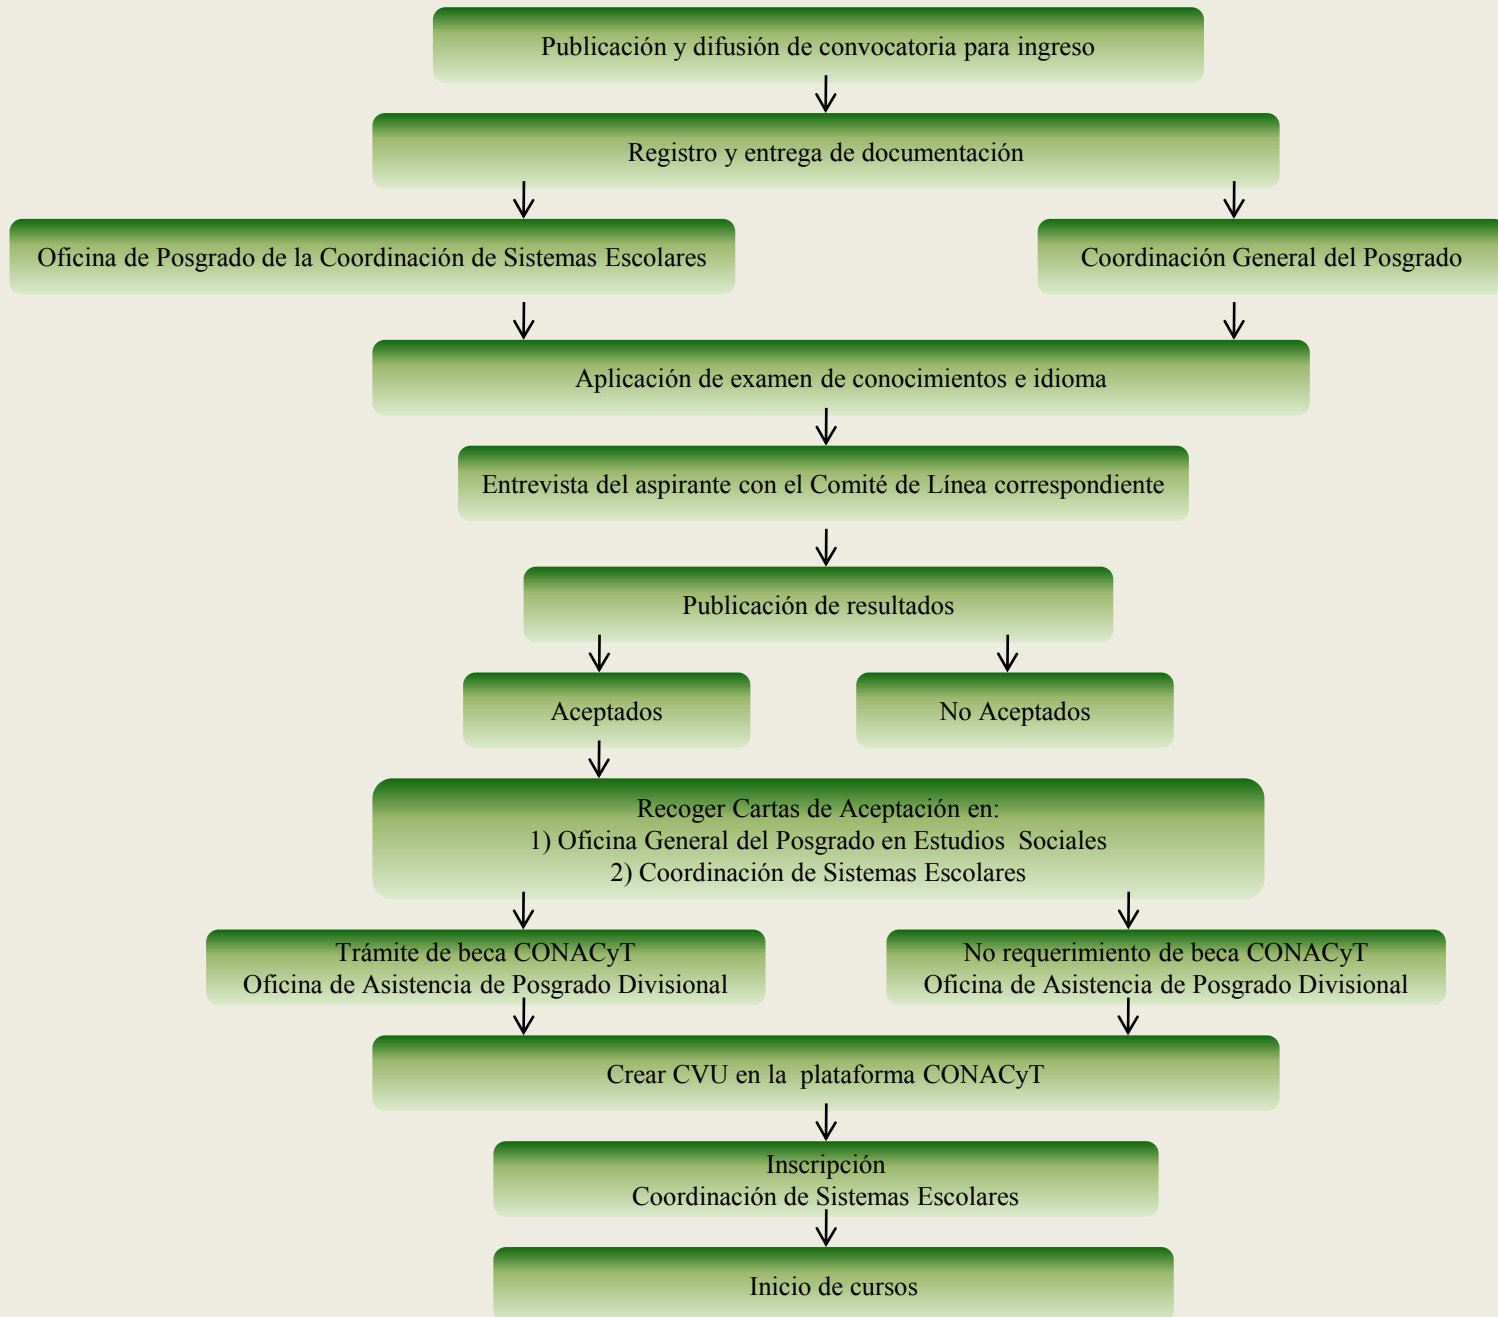 Publicación y difusión de convocatoria para ingreso
Registro y entrega de documentación
Oficina de Posgrado de la Coordinación de Sistemas Escolares
Coordinación General del Posgrado
Aplicación de examen de conocimientos e idioma
Entrevista del aspirante con el Comité de Línea correspondiente
Publicación de resultados
Aceptados
No Aceptados
Recoger Cartas de Aceptación en:
1) Oficina General del Posgrado en Estudios Sociales
2) Coordinación de Sistemas Escolares
Trámite de beca CONACyT
Oficina de Asistencia de Posgrado Divisional
No requerimiento de beca CONACyT
Oficina de Asistencia de Posgrado Divisional
Crear CVU en la plataforma CONACyT
Inscripción
Coordinación de Sistemas Escolares
Inicio de cursos